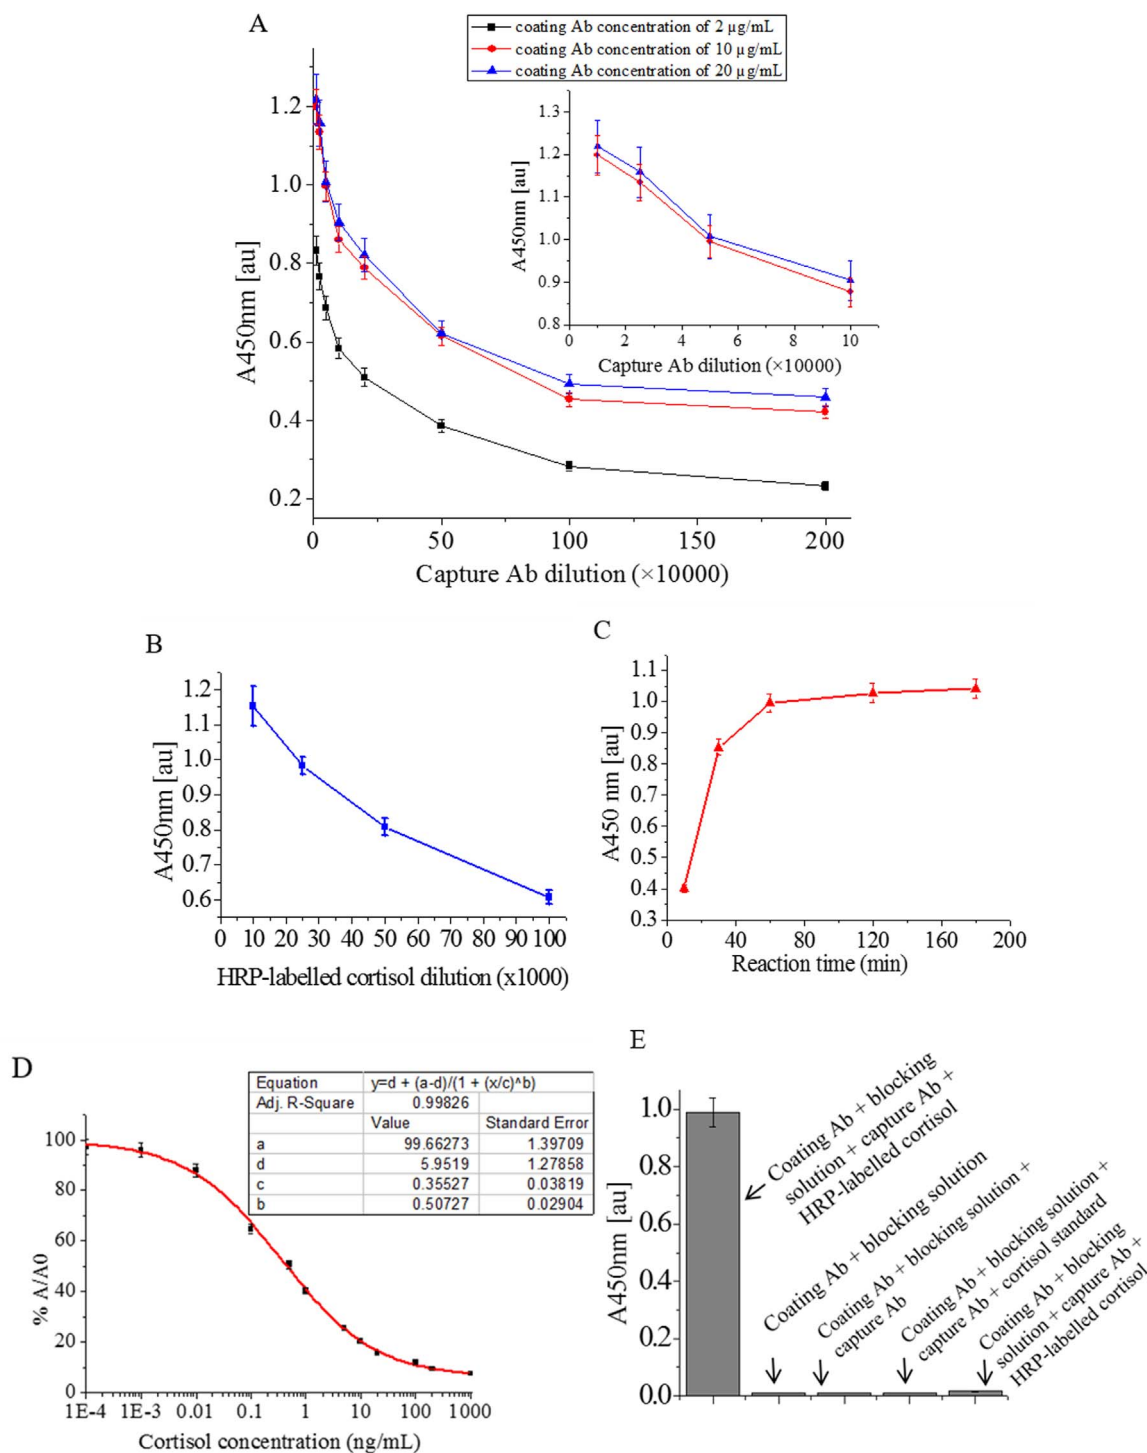 A
coating Ab concentration of 2 µg/mL
coating Ab concentration of 10 µg/mL
coating Ab concentration of 20 µg/mL
1.2
1.0
0.8
0.6
0.4
0.2
A450nm [au]
0 50 100 150 200
Capture Ab dilution (×10000)
1.3
1.2
1.1
1.0
0.9
0.8
A450nm [au]
0 2 4 6 8 10
Capture Ab dilution (×10000)
B
1.2
1.1
1.0
0.9
0.8
0.7
0.6
A450nm [au]
0 10 20 30 40 50 60 70 80 90 100
HRP-labelled cortisol dilution (x1000)
C
1.1
1.0
0.9
0.8
0.7
0.6
0.5
0.4
0.3
A450 nm [au]
0 40 80 120 160 200
Reaction time (min)
D
Equation y=d + (a-d)/(1 + (x/c)^b)
Adj. R-Square 0.99826
Value Standard Error
a 99.66273 1.39709
d 5.9519 1.27858
c 0.35527 0.03819
b 0.50727 0.02904
100
80
60
40
20
0
% A/A0
1E-4 1E-3 0.01 0.1 1 10 100 1000
Cortisol concentration (ng/mL)
E
1.0
0.8
0.6
0.4
0.2
0.0
A450nm [au]
Coating Ab + blocking
solution + capture Ab +
HRP-labelled cortisol
Coating Ab + blocking solution
Coating Ab + blocking solution +
capture Ab
Coating Ab + blocking solution +
capture Ab + cortisol standard
Coating Ab + blocking
solution + capture Ab +
HRP-labelled cortisol